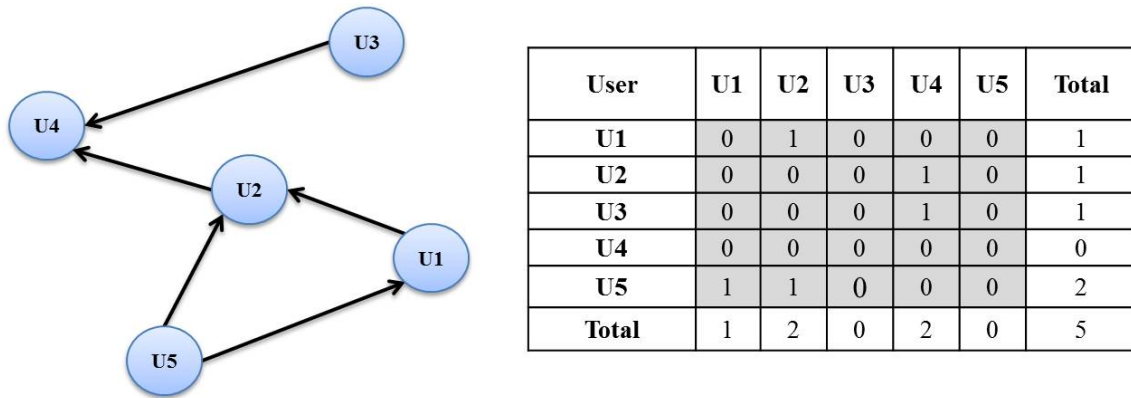 U3
U4
U2
U1
U5
User U1 U2 U3 U4 U5 Total
U1 0 1 0 0 0 1
U2 0 0 0 1 0 1
U3 0 0 0 1 0 1
U4 0 0 0 0 0 0
U5 1 1 0 0 0 2
Total 1 2 0 2 0 5